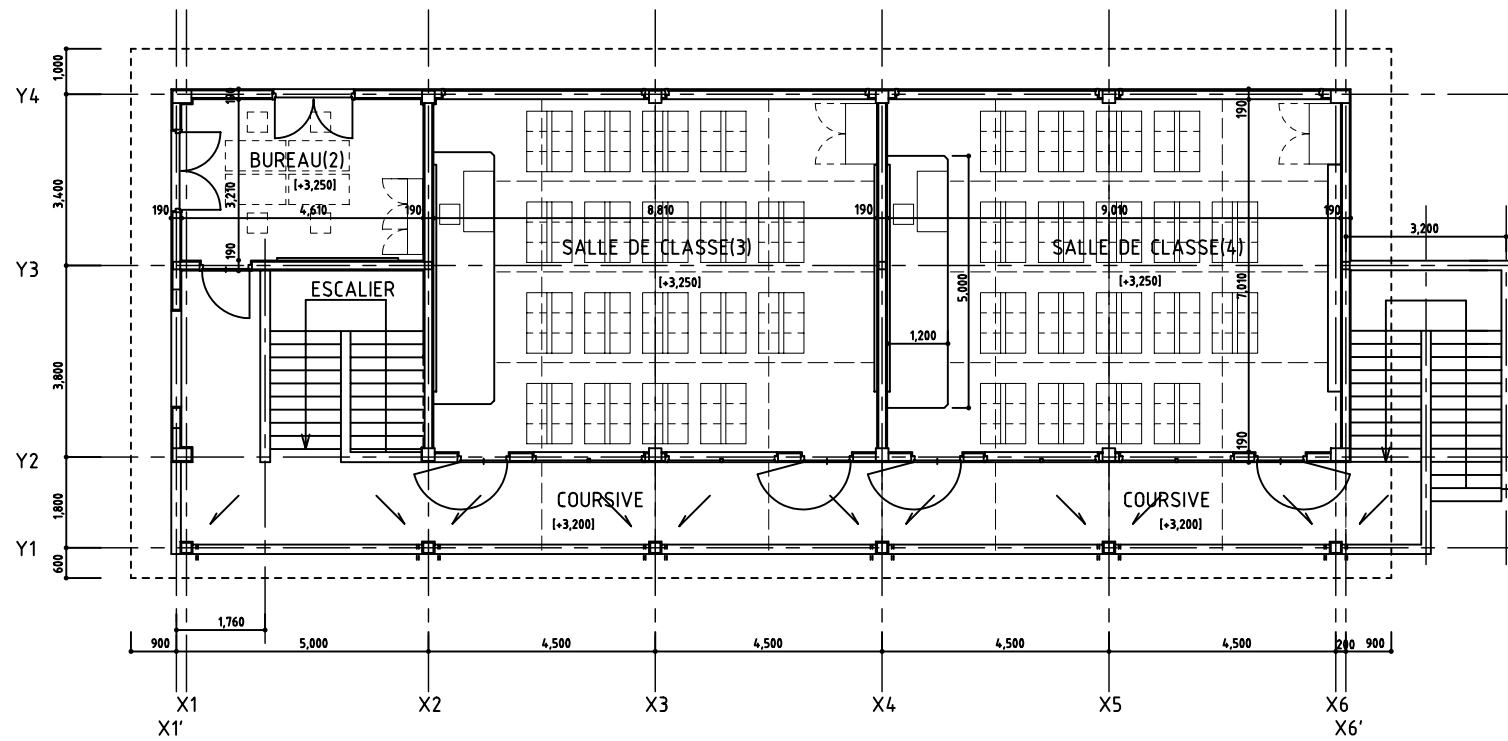 1,000
Y4
190
190
BUREAU(2)
[+3,250]
3,400
3,210
190
4,610
190
8,810
190
9,010
190
3,200
SALLE DE CLASSE(3)
SALLE DE CLASSE(4)
Y3
190
[+3,250]
[+3,250]
ESCALIER
5,000
7,010
1,200
3,800
190
Y2
1,800
COURSIVE
COURSIVE
[+3,200]
[+3,200]
Y1
600
1,760
900
5,000
4,500
4,500
4,500
4,500
200
900
X1
X2
X3
X4
X5
X6
X1'
X6'